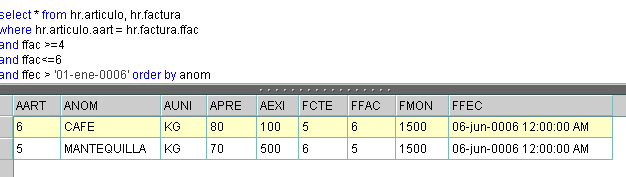 select * from hr.articulo, hr.factura
where hr.articulo.aart = hr.factura.ffac
and ffac >=4
and ffac<=6
and ffec > '01-ene-0006' order by anom
AART ANOM AUNI APRE AEXI FCTE FFAC FMON FFEC
6 CAFE KG 80 100 5 6 1500 06-jun-0006 12:00:00 AM
5 MANTEQUILLA KG 70 500 6 5 1500 06-jun-0006 12:00:00 AM